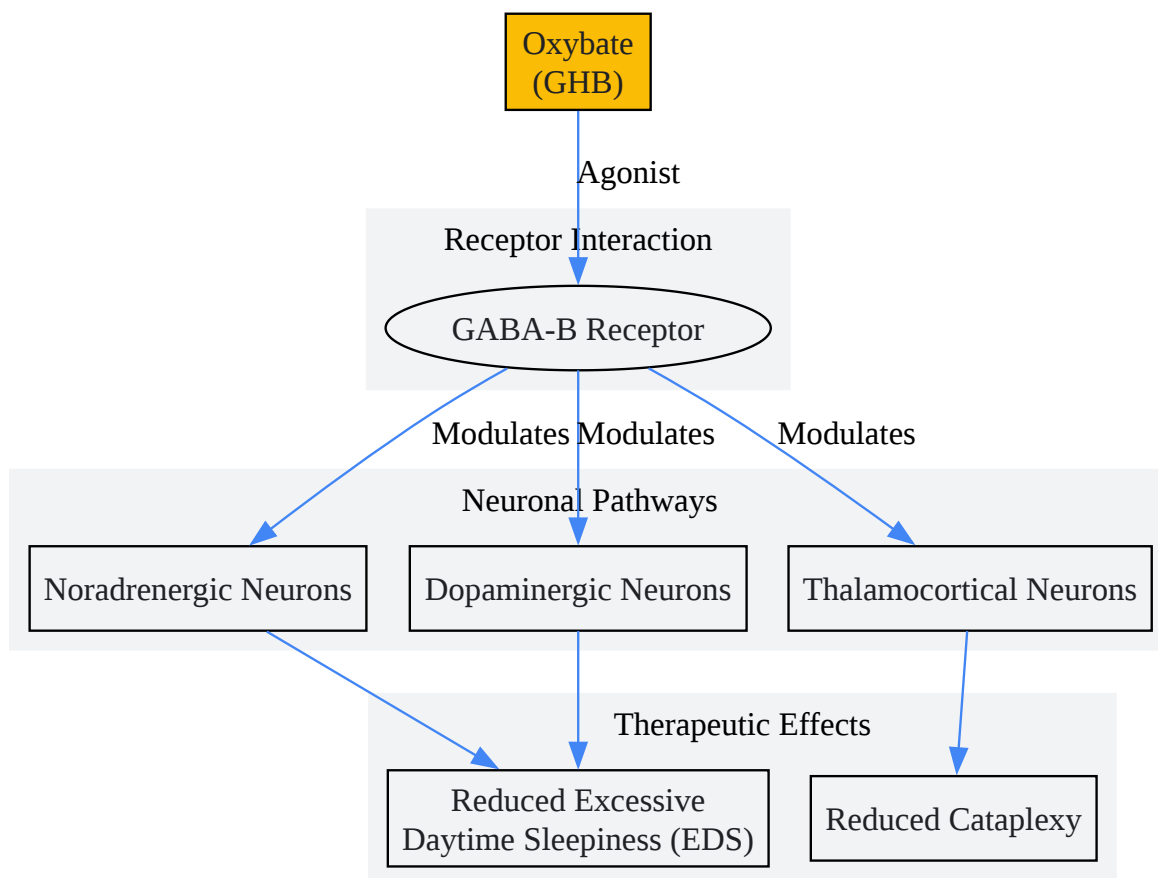 Oxybate
(GHB)
Agonist
Receptor Interaction
GABA-B Receptor
Modulates
Modulates
Modulates
Neuronal Pathways
Noradrenergic Neurons
Dopaminergic Neurons
Thalamocortical Neurons
Therapeutic Effects
Reduced Excessive
Daytime Sleepiness (EDS)
Reduced Cataplexy